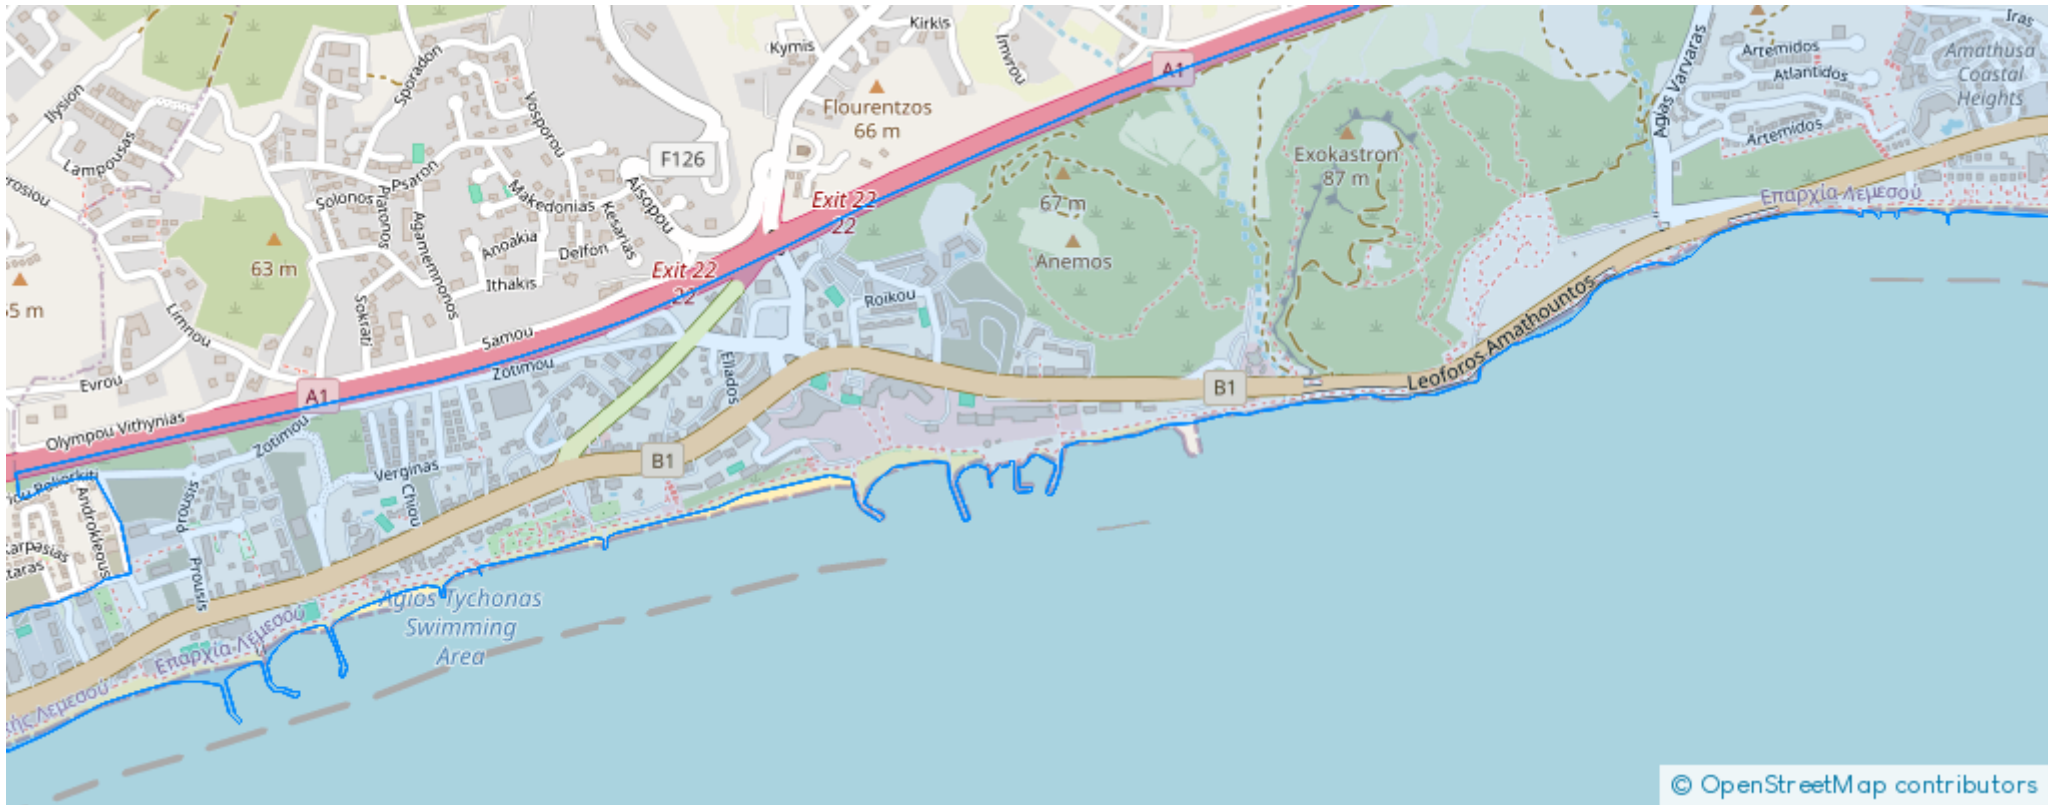 Kirkis
Kymis
Imvrou
A1
Iras
Artemidos
Amathusa
Coastal
Heights
Atlantidos
Agias Varvaras
Artemidos
Sporadon
Ilysion
Vosporou
Flourentzos
66 m
F126
Exokastron
87 m
Lampousas
Psaron
Solonos
Platonos
Makedonias
Aisopou
Kesarias
Exit 22
22
67 m
Επαρχία Λεμεσού
Agamemnonos
Anoakia
Delfon
Anemos
63 m
Exit 22
22
Ithakis
Roikou
Limnou
Sokrati
Samou
Leoforos Amathountos
Evrou
A1
Zotimou
Ellados
B1
Olympou Vithynias
Zotimou
B1
Verginas
Chiou
Prousis
Androkleous
Karpasias
Prousis
Agios Tychonas
Swimming
Area
Επαρχία Λεμεσού
Λεμεσού
© OpenStreetMap contributors